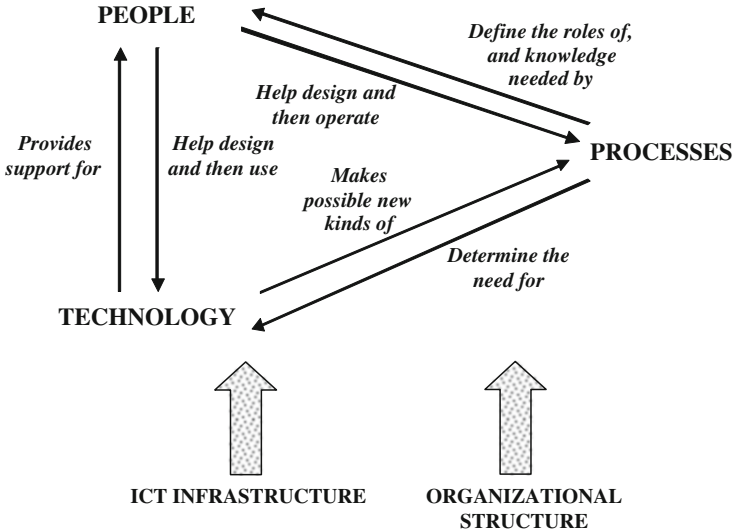 PEOPLE
Define the roles of,
and knowledge
needed by
Help design and
then operate
Provides
support for
Help design
and then use
PROCESSES
Makes
possible new
kinds of
Determine the
need for
TECHNOLOGY
ICT INFRASTRUCTURE
ORGANIZATIONAL
STRUCTURE